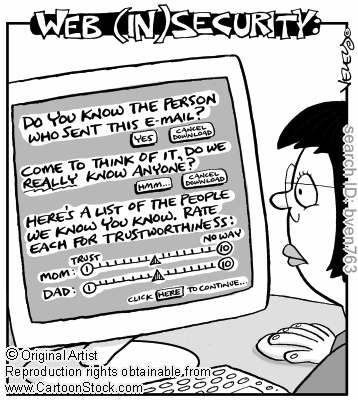 WEB (IN)SECURITY:
DO YOU KNOW THE PERSON
WHO SENT THIS E-MAIL?
YES CANCEL DOWNLOAD
COME TO THINK OF IT, DO WE
REALLY KNOW ANYONE?
HMM... CANCEL DOWNLOAD
HERE'S A LIST OF THE PEOPLE
WE KNOW YOU KNOW. RATE
EACH FOR TRUSTWORTHINESS:
TRUST NO WAY
MOM: 1 10
DAD: 1 10
CLICK HERE TO CONTINUE...
search ID: bven763
© Original Artist
Reproduction rights obtainable from
www.CartoonStock.com